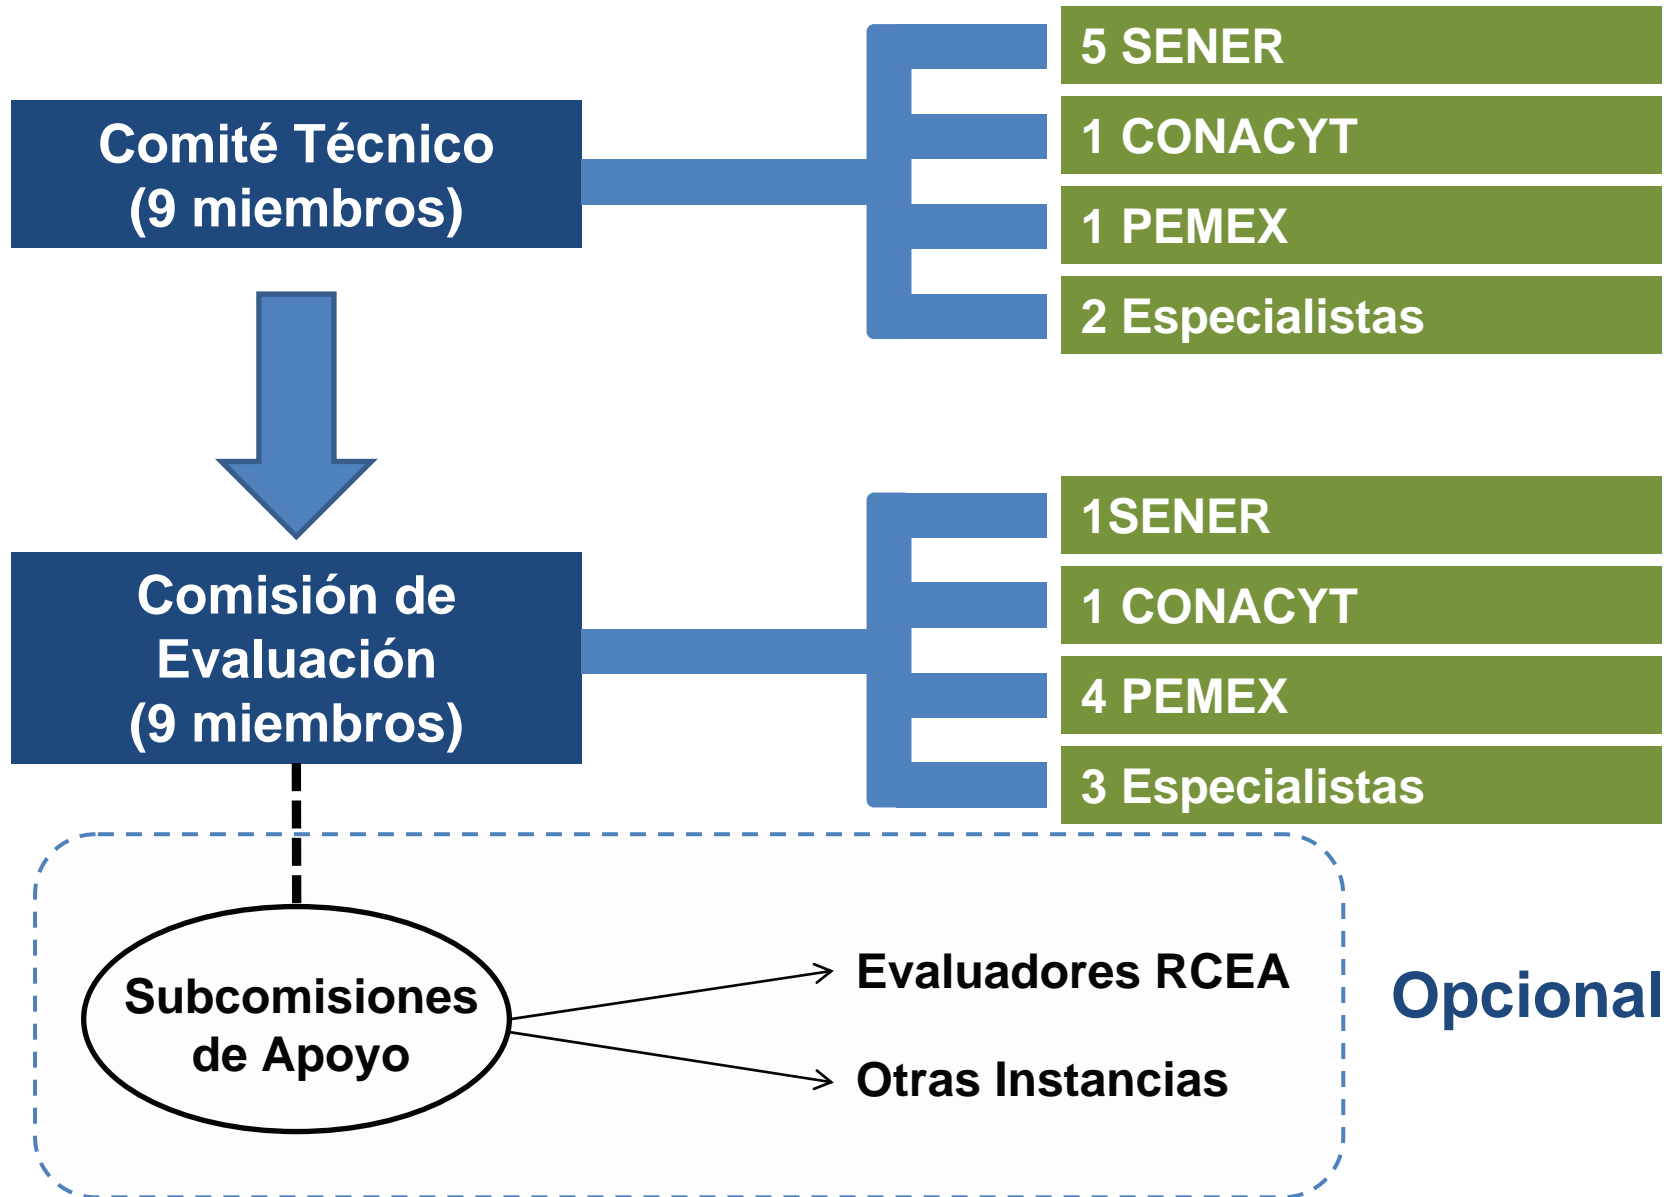 Comité Técnico
(9 miembros)
5 SENER
1 CONACYT
1 PEMEX
2 Especialistas
Comisión de
Evaluación
(9 miembros)
1SENER
1 CONACYT
4 PEMEX
3 Especialistas
Subcomisiones
de Apoyo
Evaluadores RCEA
Otras Instancias
Opcional